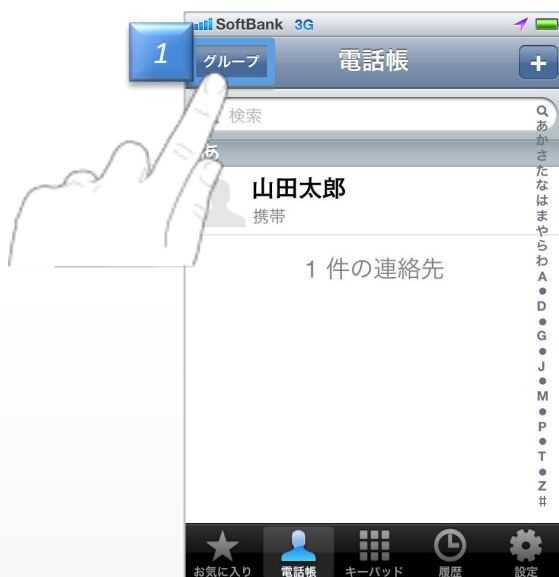 SoftBank 3G
1
グループ
電話帳
+
検索
あ
山田太郎
携帯
1 件の連絡先
あ
か
さ
た
な
は
ま
や
ら
わ
A
●
D
●
G
●
J
●
M
●
P
●
T
●
Z
#
お気に入り 電話帳 キーパッド 履歴 設定